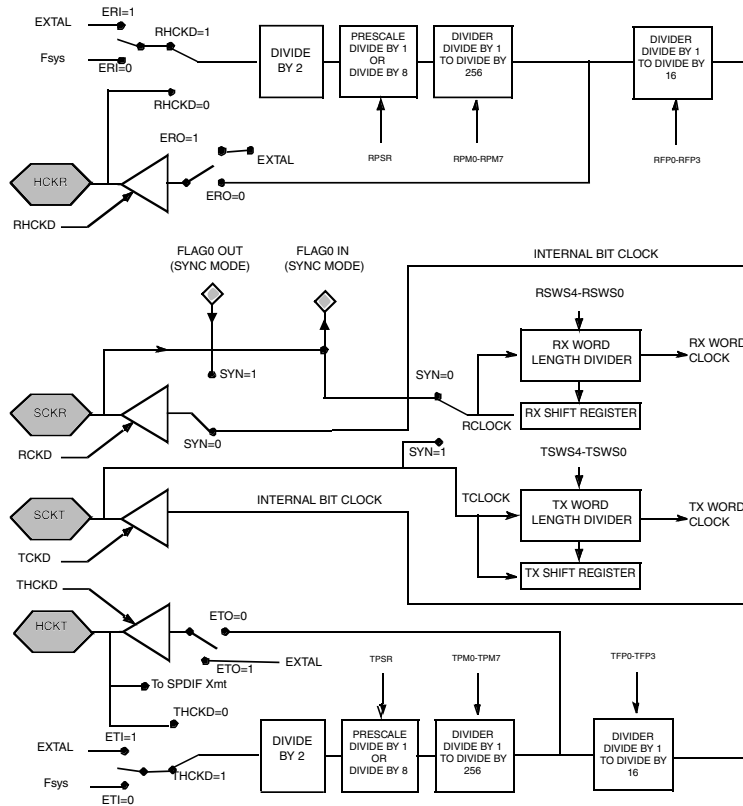 ERI=1
EXTAL
RHCKD=1
Fsys
ERI=0
DIVIDE
BY 2
PRESCALE
DIVIDE BY 1
OR
DIVIDE BY 8
DIVIDER
DIVIDE BY 1
TO DIVIDE BY
256
DIVIDER
DIVIDE BY 1
TO DIVIDE BY
16
RHCKD=0
RPSR
RPM0-RPM7
RFP0-RFP3
ERO=1
EXTAL
HCKR
ERO=0
RHCKD
FLAG0 OUT
(SYNC MODE)
FLAG0 IN
(SYNC MODE)
INTERNAL BIT CLOCK
RSWS4-RSWS0
RX WORD
LENGTH DIVIDER
RX WORD
CLOCK
SYN=1
SYN=0
SCKR
RX SHIFT REGISTER
RCLOCK
SYN=0
RCKD
SYN=1
TSWS4-TSWS0
INTERNAL BIT CLOCK
TCLOCK
SCKT
TX WORD
LENGTH DIVIDER
TX WORD
CLOCK
TCKD
TX SHIFT REGISTER
THCKD
ETO=0
HCKT
ETO=1
EXTAL
TPSR
TPM0-TPM7
TFP0-TFP3
To SPDIF Xmt
THCKD=0
ETI=1
EXTAL
THCKD=1
Fsys
ETI=0
DIVIDE
BY 2
PRESCALE
DIVIDE BY 1
OR
DIVIDE BY 8
DIVIDER
DIVIDE BY 1
TO DIVIDE BY
256
DIVIDER
DIVIDE BY 1
TO DIVIDE BY
16